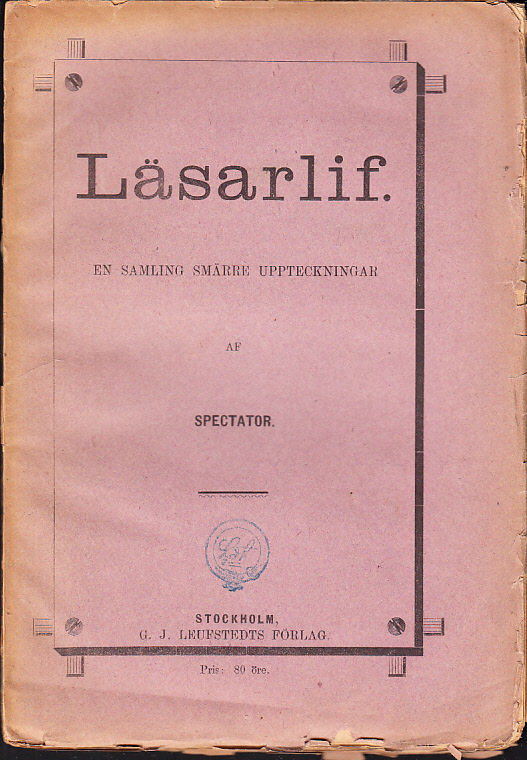 Läsarlif.
EN SAMLING SMÄRRE UPPTECKNINGAR
AF
SPECTATOR.
STOCKHOLM,
G. J. LEUFSTEDTS FÖRLAG.
Pris: 80 öre.